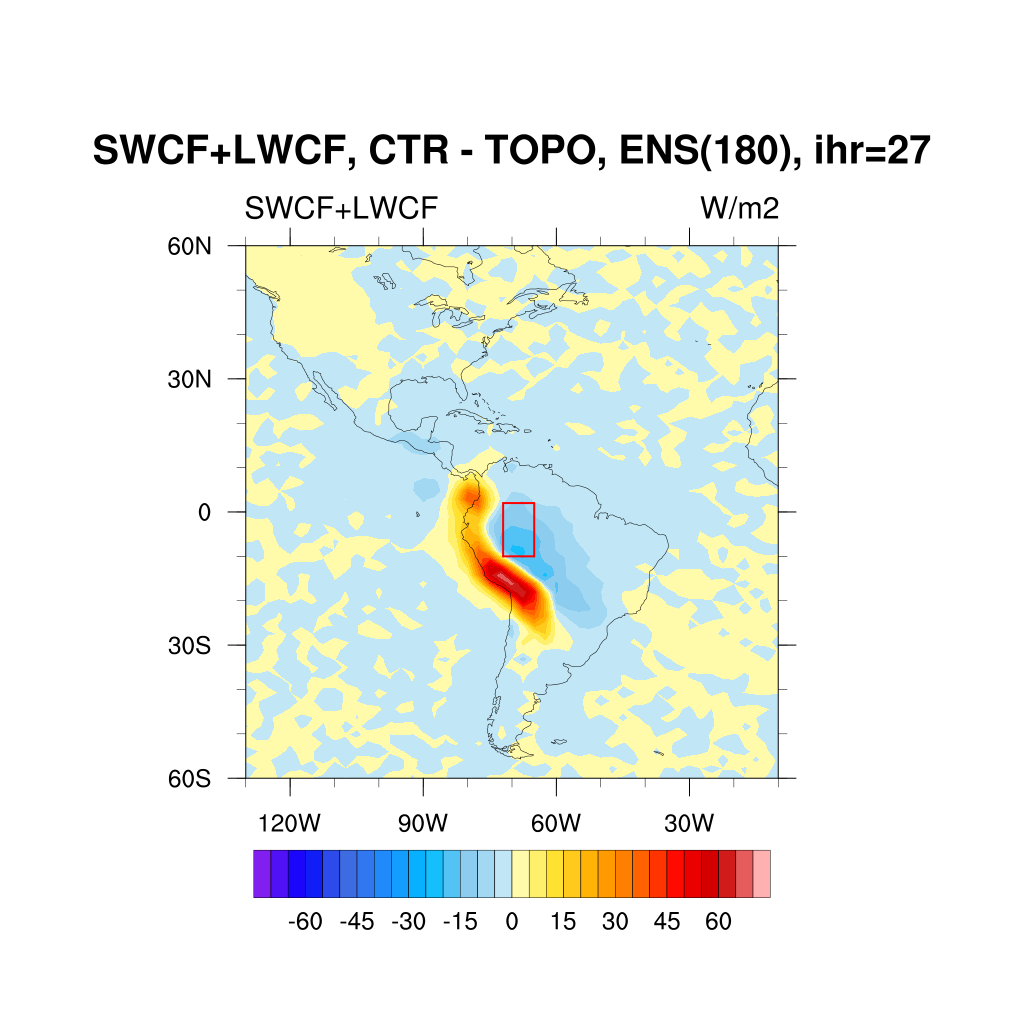 SWCF+LWCF, CTR - TOPO, ENS(180), ihr=27
SWCF+LWCF W/m2
60N
30N
0
30S
60S
120W 90W 60W 30W
-60 -45 -30 -15 0 15 30 45 60